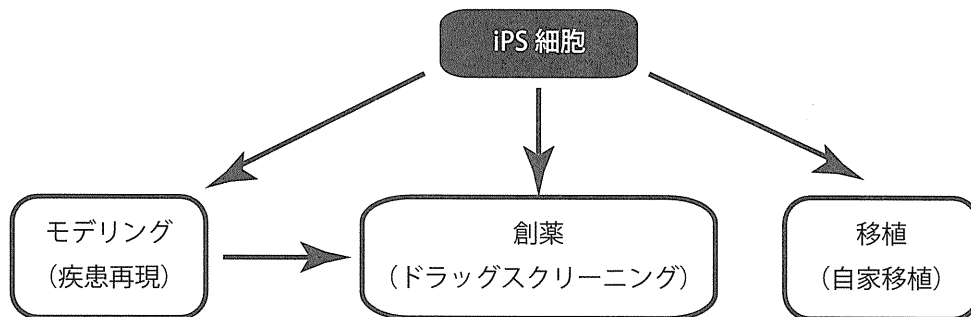 iPS 細胞
モデリング
（疾患再現）
創薬
（ドラッグスクリーニング）
移植
（自家移植）